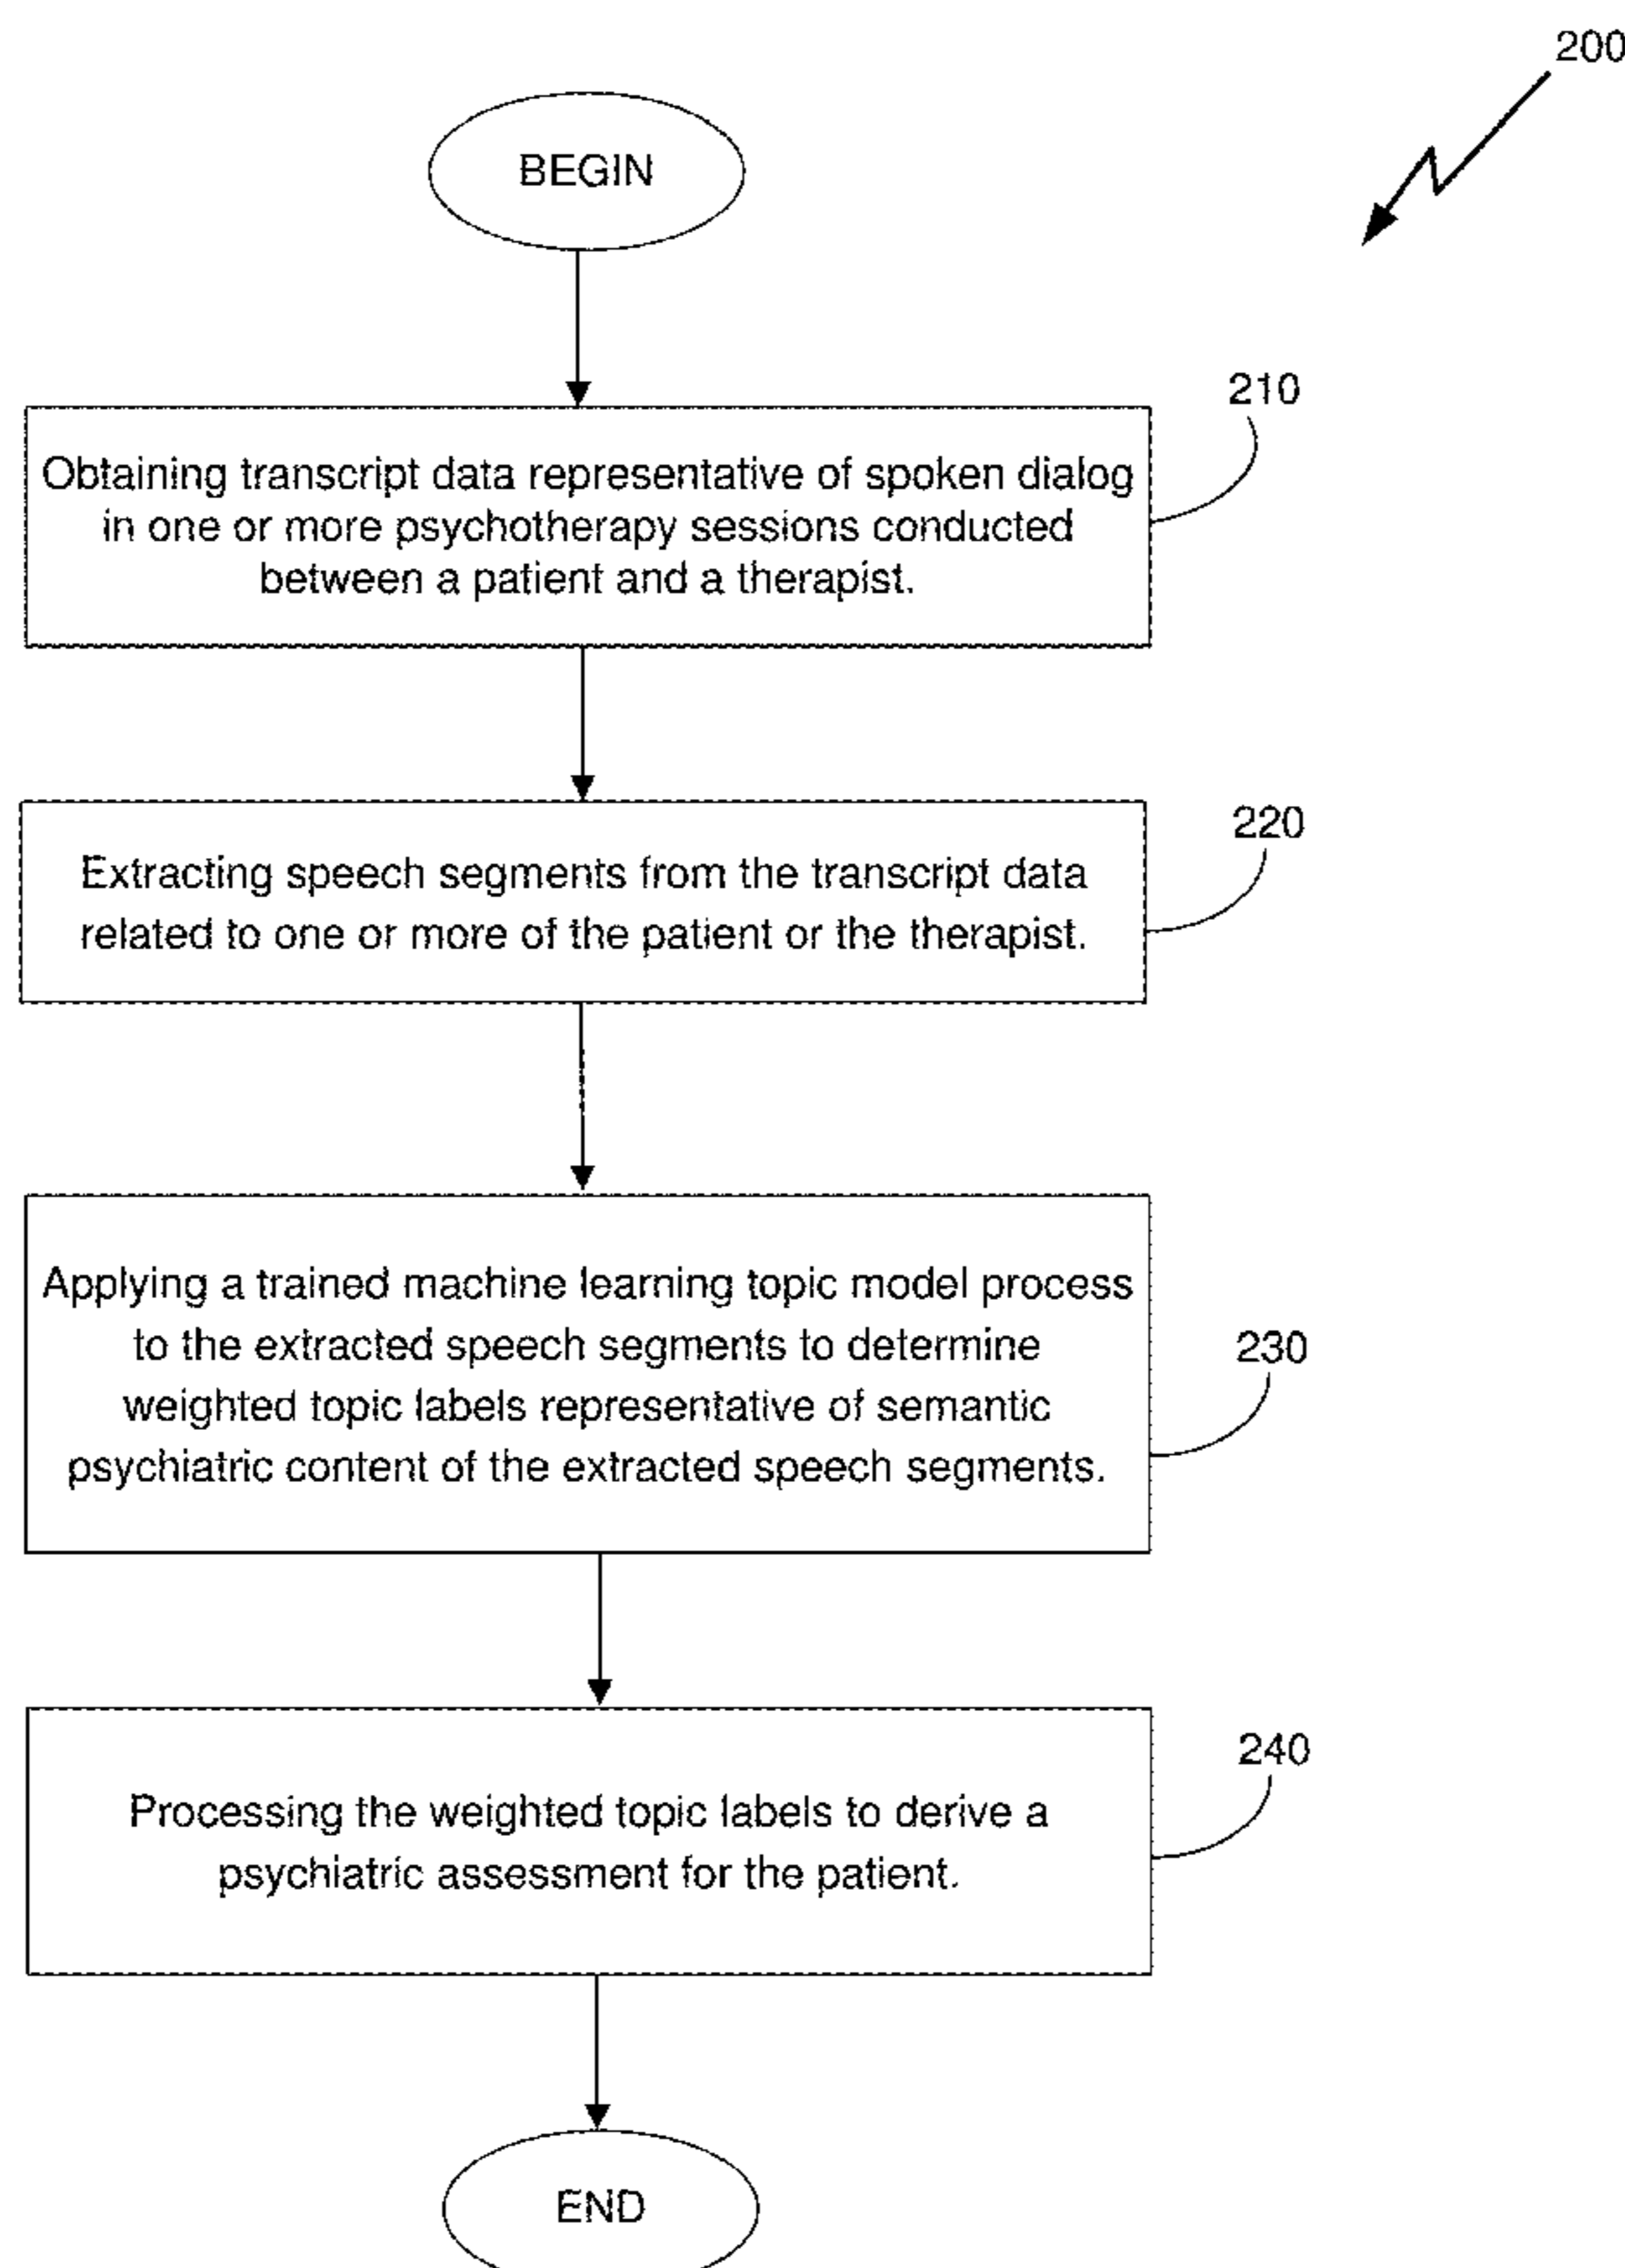 200
BEGIN
210
Obtaining transcript data representative of spoken dialog
in one or more psychotherapy sessions conducted
between a patient and a therapist.
220
Extracting speech segments from the transcript data
related to one or more of the patient or the therapist.
Applying a trained machine learning topic model process
to the extracted speech segments to determine
230
weighted topic labels representative of semantic
psychiatric content of the extracted speech segments.
240
Processing the weighted topic labels to derive a
psychiatric assessment for the patient.
END